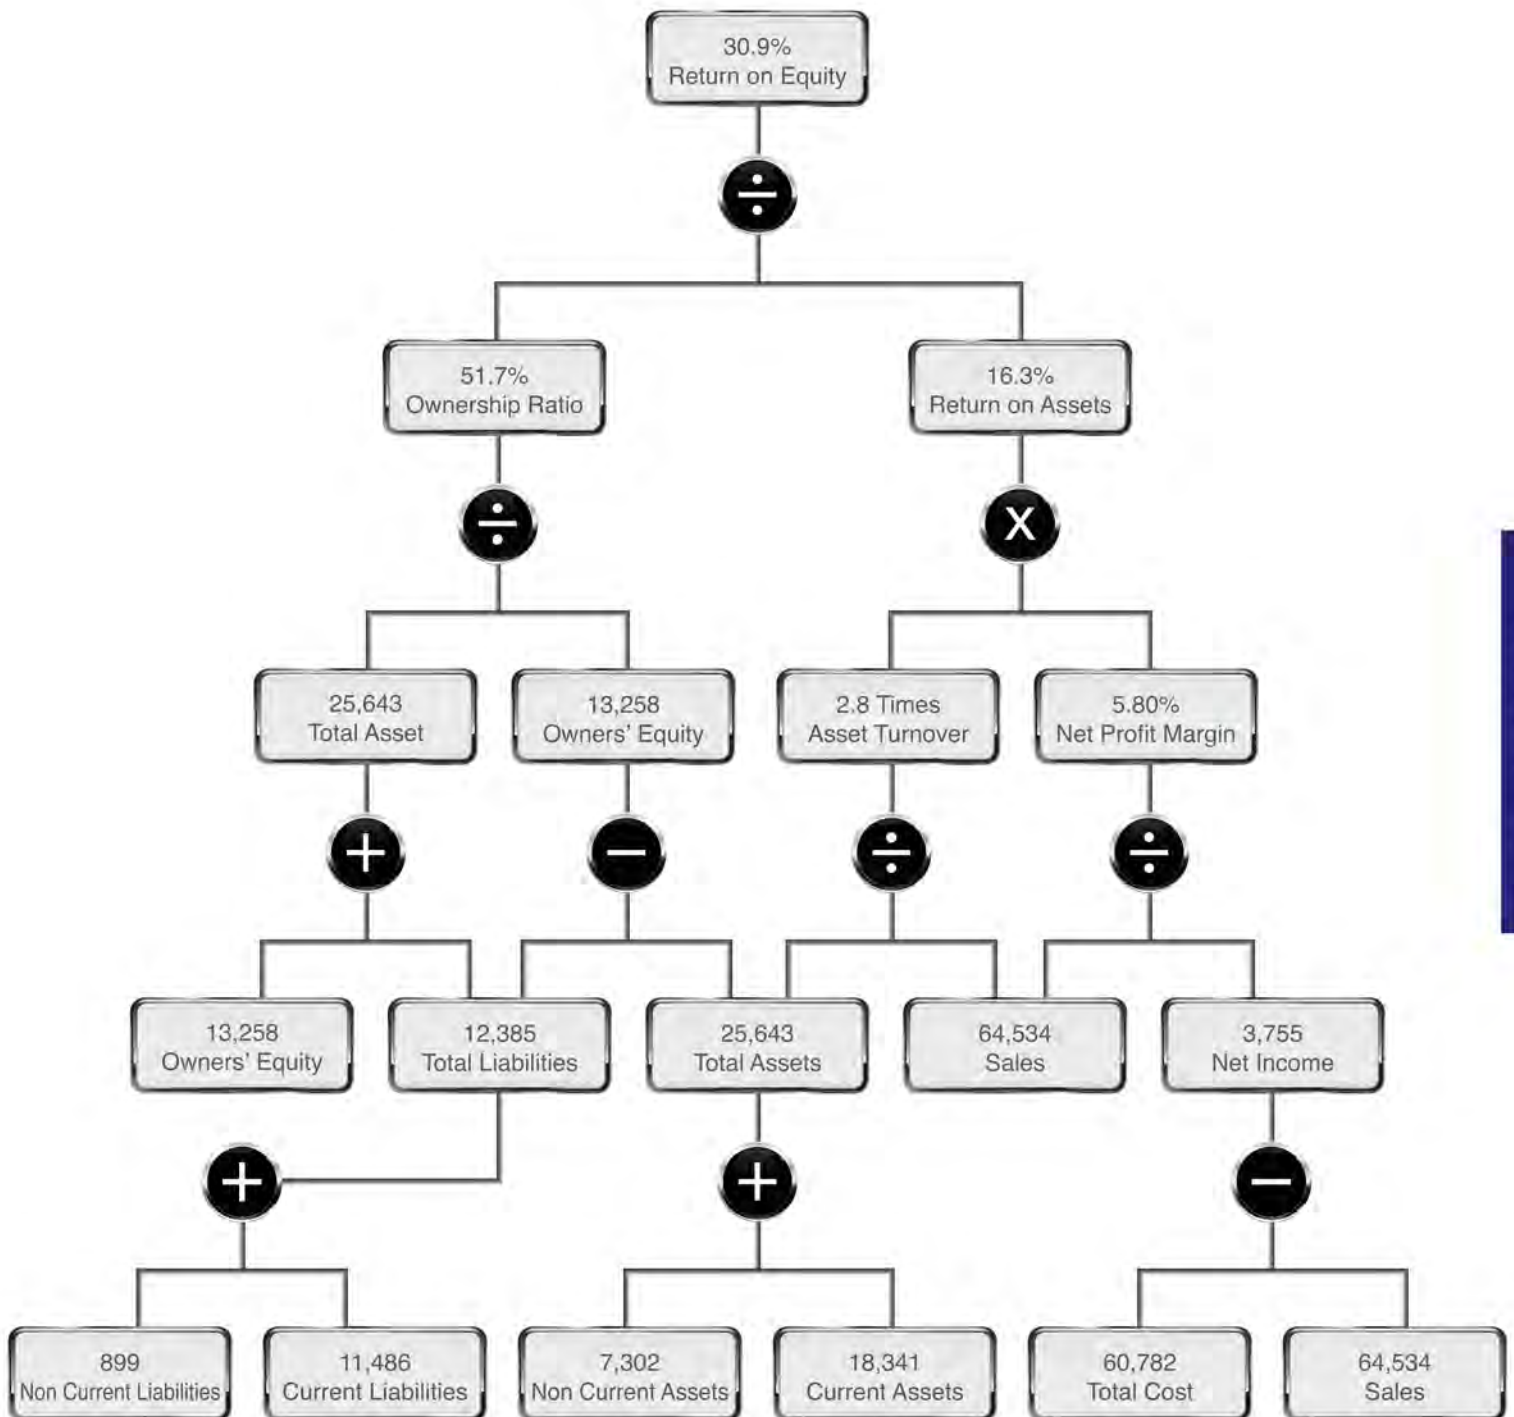 30.9%
Return on Equity
÷
51.7%
Ownership Ratio
16.3%
Return on Assets
÷
X
25,643
Total Asset
13,258
Owners' Equity
2.8 Times
Asset Turnover
5.80%
Net Profit Margin
+
−
÷
÷
13,258
Owners' Equity
12,385
Total Liabilities
25,643
Total Assets
64,534
Sales
3,755
Net Income
+
+
−
899
Non Current Liabilities
11,486
Current Liabilities
7,302
Non Current Assets
18,341
Current Assets
60,782
Total Cost
64,534
Sales